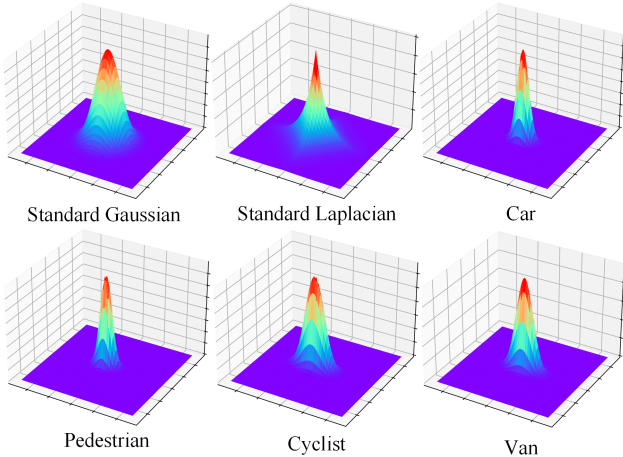 Standard Gaussian
Standard Laplacian
Car
Pedestrian
Cyclist
Van